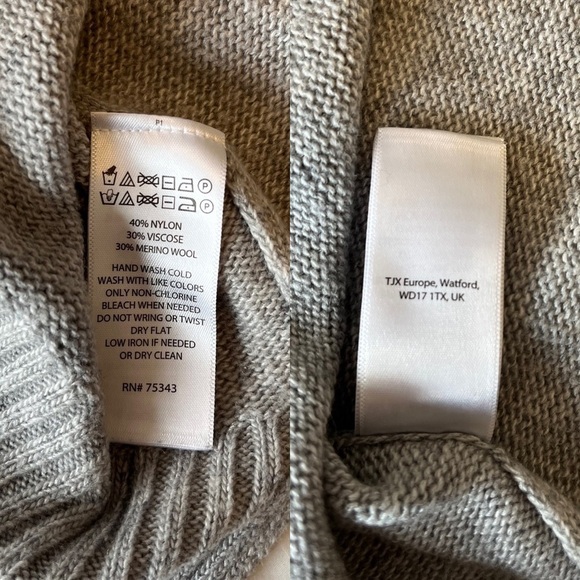 P1
40% NYLON
30% VISCOSE
30% MERINO WOOL
HAND WASH COLD
WASH WITH LIKE COLORS
ONLY NON-CHLORINE
BLEACH WHEN NEEDED
DO NOT WRING OR TWIST
DRY FLAT
LOW IRON IF NEEDED
OR DRY CLEAN
RN# 75343
TJX Europe, Watford,
WD17 1TX, UK